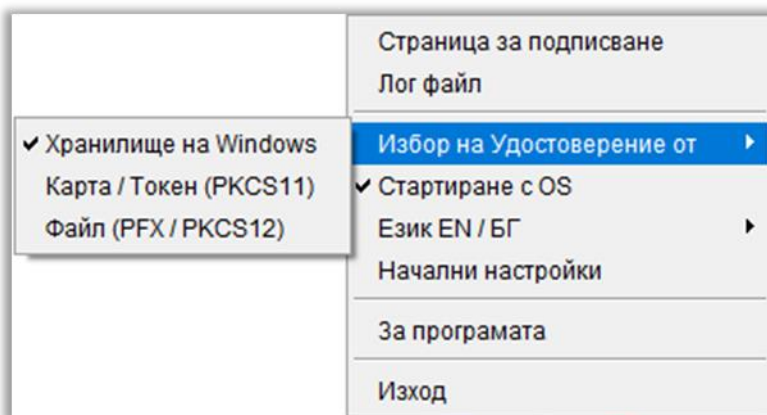 Страница за подписване
Лог файл
Избор на Удостоверение от
Хранилище на Windows
Карта / Токен (PKCS11)
Файл (PFX / PKCS12)
Стартиране с OS
Език EN / БГ
Начални настройки
За програмата
Изход